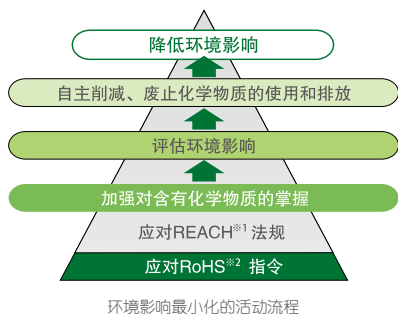 降低环境影响
自主削减、废止化学物质的使用和排放
评估环境影响
加强对含有化学物质的掌握
应对REACH※1 法规
应对RoHS※2 指令
环境影响最小化的活动流程